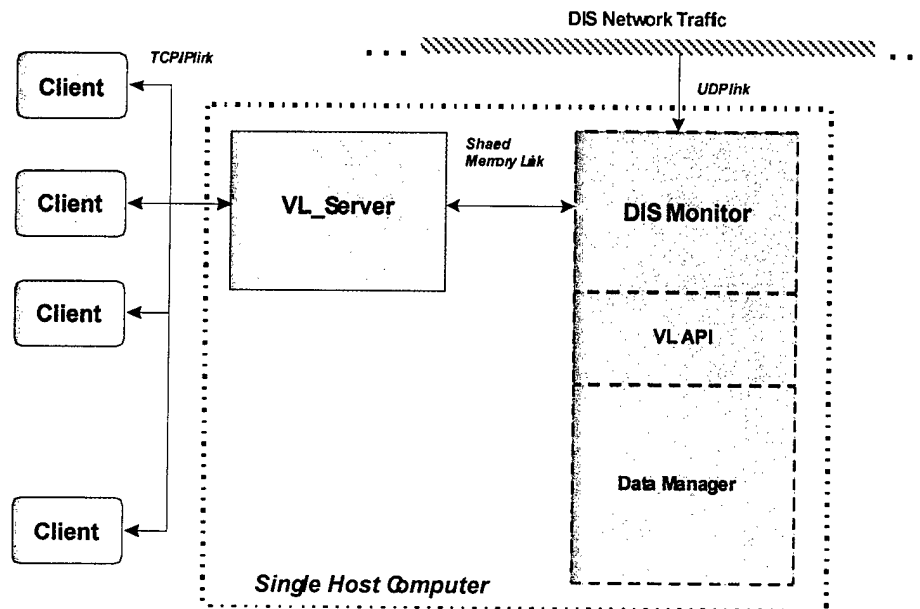 DIS Network Traffic
TCP/IPlink
Client
UDPlink
Client
VL_Server
Shaed
Memory Link
DIS Monitor
Client
VL API
Data Manager
Client
Single Host Computer